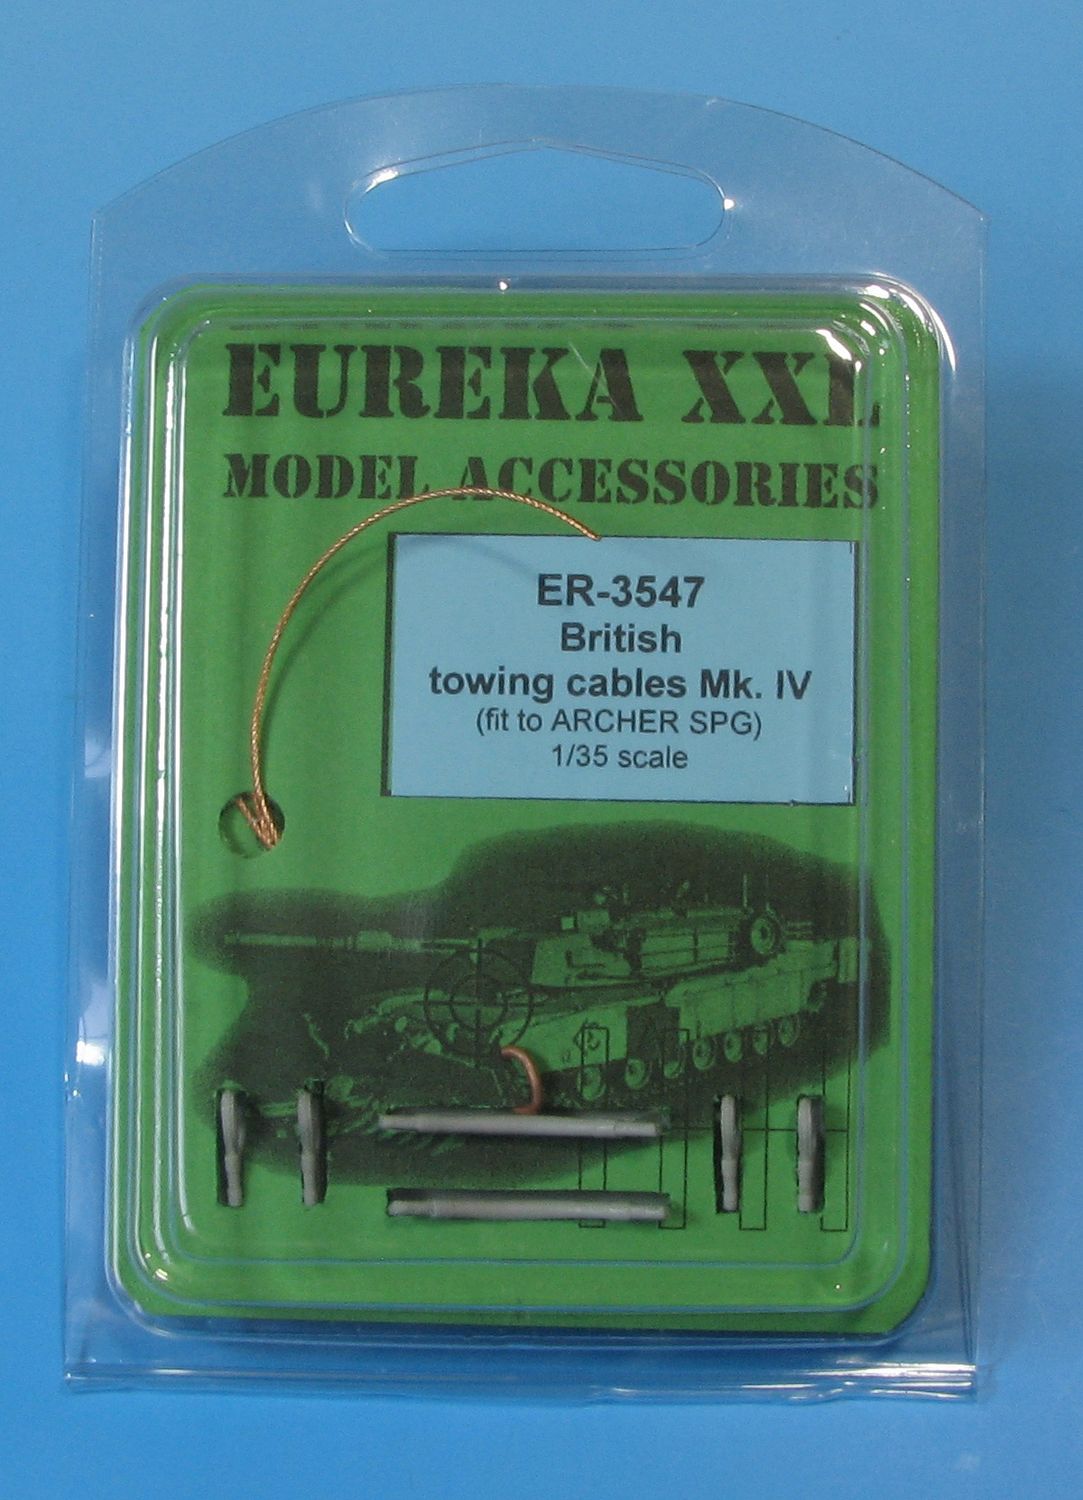 EUREKA XXL
MODEL ACCESSORIES
ER-3547
British
towing cables Mk. IV
(fit to ARCHER SPG)
1/35 scale